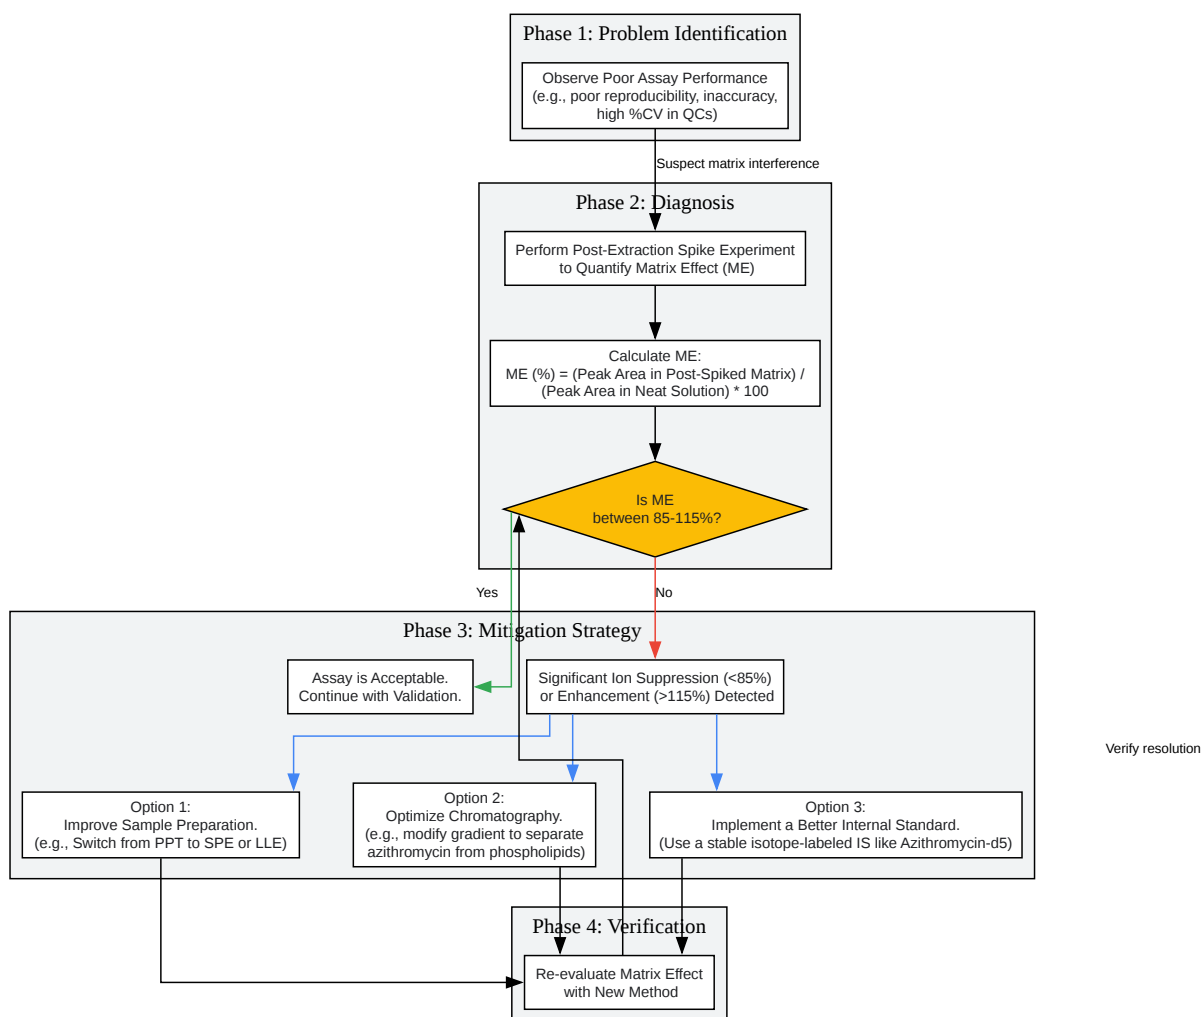 Phase 1: Problem Identification
Observe Poor Assay Performance
(e.g., poor reproducibility, inaccuracy,
high %CV in QCs)
Suspect matrix interference
Phase 2: Diagnosis
Perform Post-Extraction Spike Experiment
to Quantify Matrix Effect (ME)
Calculate ME:
ME (%) = (Peak Area in Post-Spiked Matrix) /
(Peak Area in Neat Solution) * 100
Is ME
between 85-115%?
Yes
No
Phase 3: Mitigation Strategy
Assay is Acceptable.
Continue with Validation.
Significant Ion Suppression (<85%)
or Enhancement (>115%) Detected
Verify resolution
Option 1:
Improve Sample Preparation.
(e.g., Switch from PPT to SPE or LLE)
Option 2:
Optimize Chromatography.
(e.g., modify gradient to separate
azithromycin from phospholipids)
Option 3:
Implement a Better Internal Standard.
(Use a stable isotope-labeled IS like Azithromycin-d5)
Phase 4: Verification
Re-evaluate Matrix Effect
with New Method